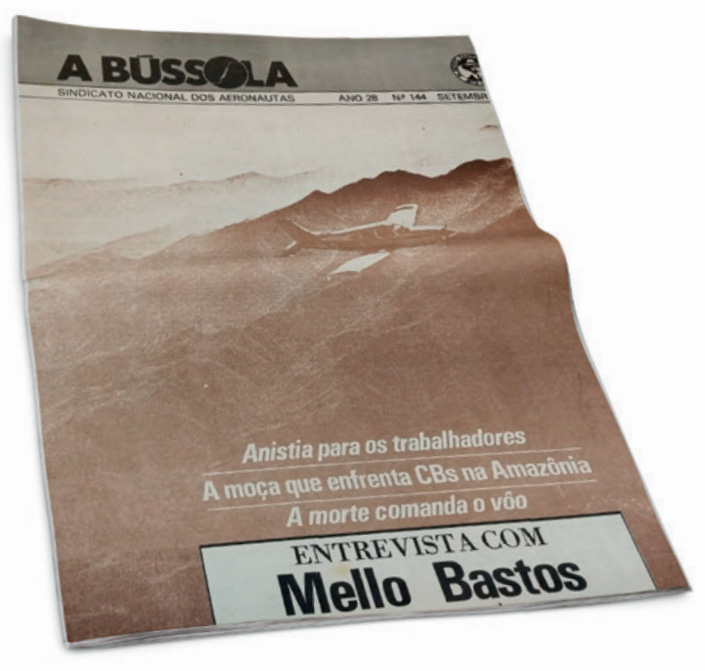 A BÚSSOLA
SINDICATO NACIONAL DOS AERONAUTAS ANO 28 Nº 144 SETEMBR
Anistia para os trabalhadores
A moça que enfrenta CBs na Amazônia
A morte comanda o vôo
ENTREVISTA COM
Mello Bastos